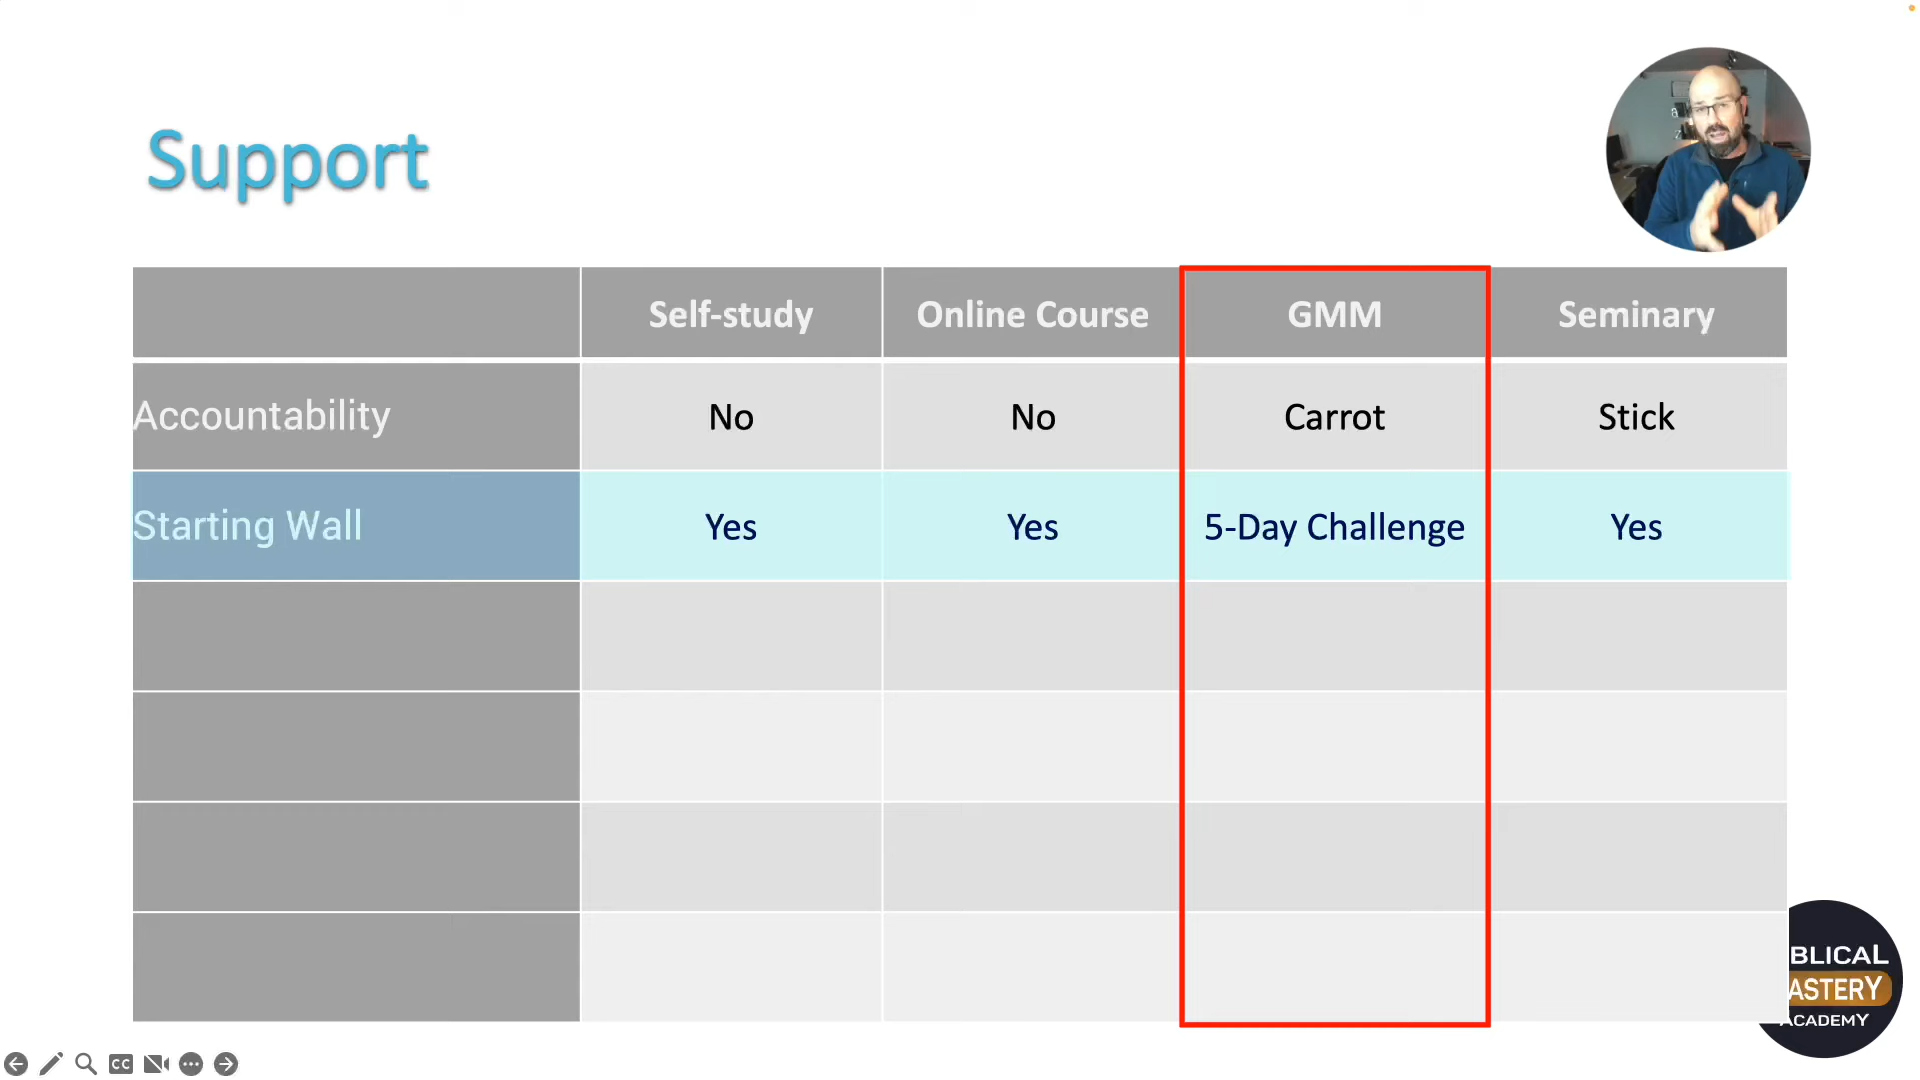 Support
Self-study Online Course GMM Seminary
Accountability No No Carrot Stick
Starting Wall Yes Yes 5-Day Challenge Yes
BLICAL
ASTERY
ACADEMY
CC